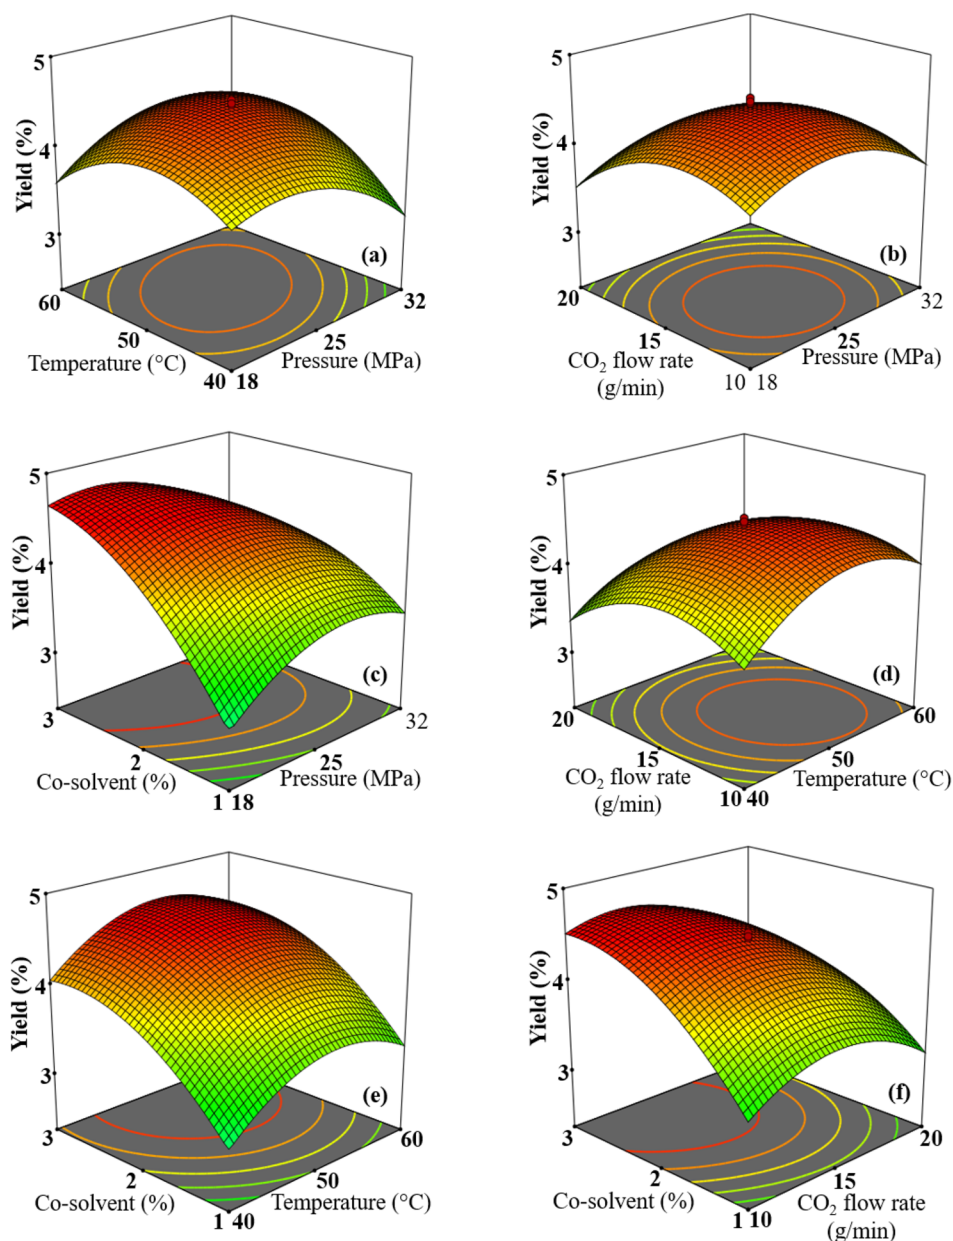 5
4
3
Yield (%)
(a)
60
50
40
18
25
32
Temperature (°C)
Pressure (MPa)
5
4
3
Yield (%)
(b)
20
15
10
18
25
32
CO₂ flow rate
(g/min)
Pressure (MPa)
5
4
3
Yield (%)
(c)
3
2
1
18
25
32
Co-solvent (%)
Pressure (MPa)
5
4
3
Yield (%)
(d)
20
15
10
40
50
60
CO₂ flow rate
(g/min)
Temperature (°C)
5
4
3
Yield (%)
(e)
3
2
1
40
50
60
Co-solvent (%)
Temperature (°C)
5
4
3
Yield (%)
(f)
3
2
1
10
15
20
Co-solvent (%)
CO₂ flow rate
(g/min)